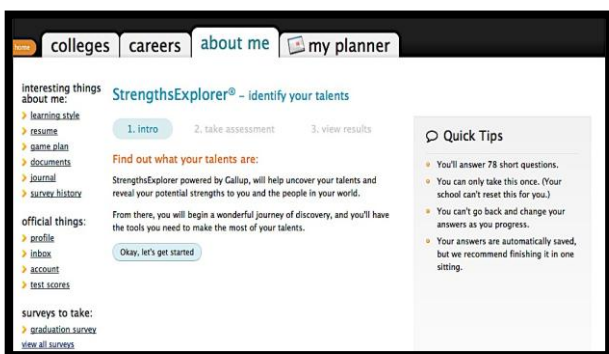 home
colleges
careers
about me
my planner
interesting things
about me:
learning style
resume
game plan
documents
journal
survey history
official things:
profile
inbox
account
test scores
surveys to take:
graduation survey
view all surveys
StrengthsExplorer® – identify your talents
1. intro
2. take assessment
3. view results
Find out what your talents are:
StrengthsExplorer powered by Gallup, will help uncover your talents and
reveal your potential strengths to you and the people in your world.
From there, you will begin a wonderful journey of discovery, and you'll have
the tools you need to make the most of your talents.
Okay, let's get started
Quick Tips
You'll answer 78 short questions.
You can only take this once. (Your
school can't reset this for you.)
You can't go back and change your
answers as you progress.
Your answers are automatically saved,
but we recommend finishing it in one
sitting.